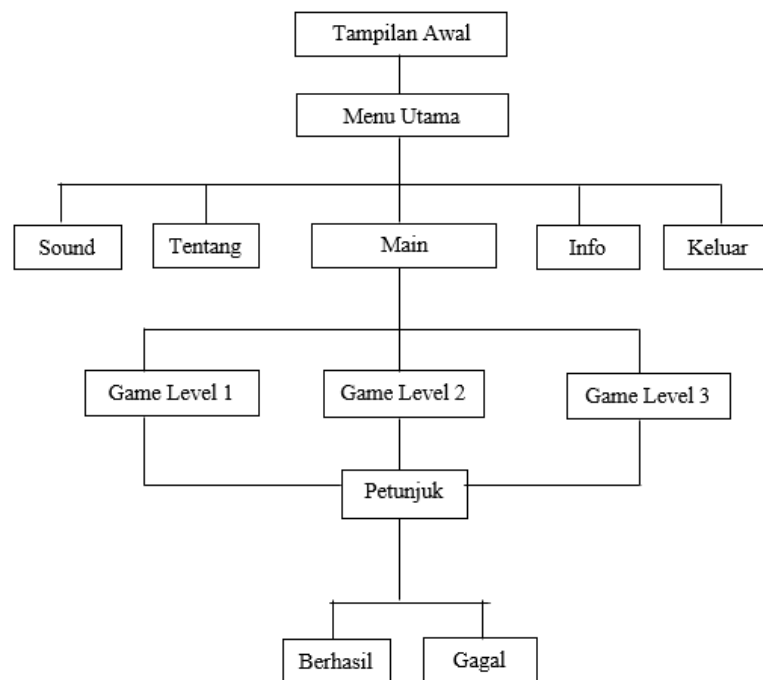 Tampilan Awal
Menu Utama
Sound
Tentang
Main
Info
Keluar
Game Level 1
Game Level 2
Game Level 3
Petunjuk
Berhasil
Gagal